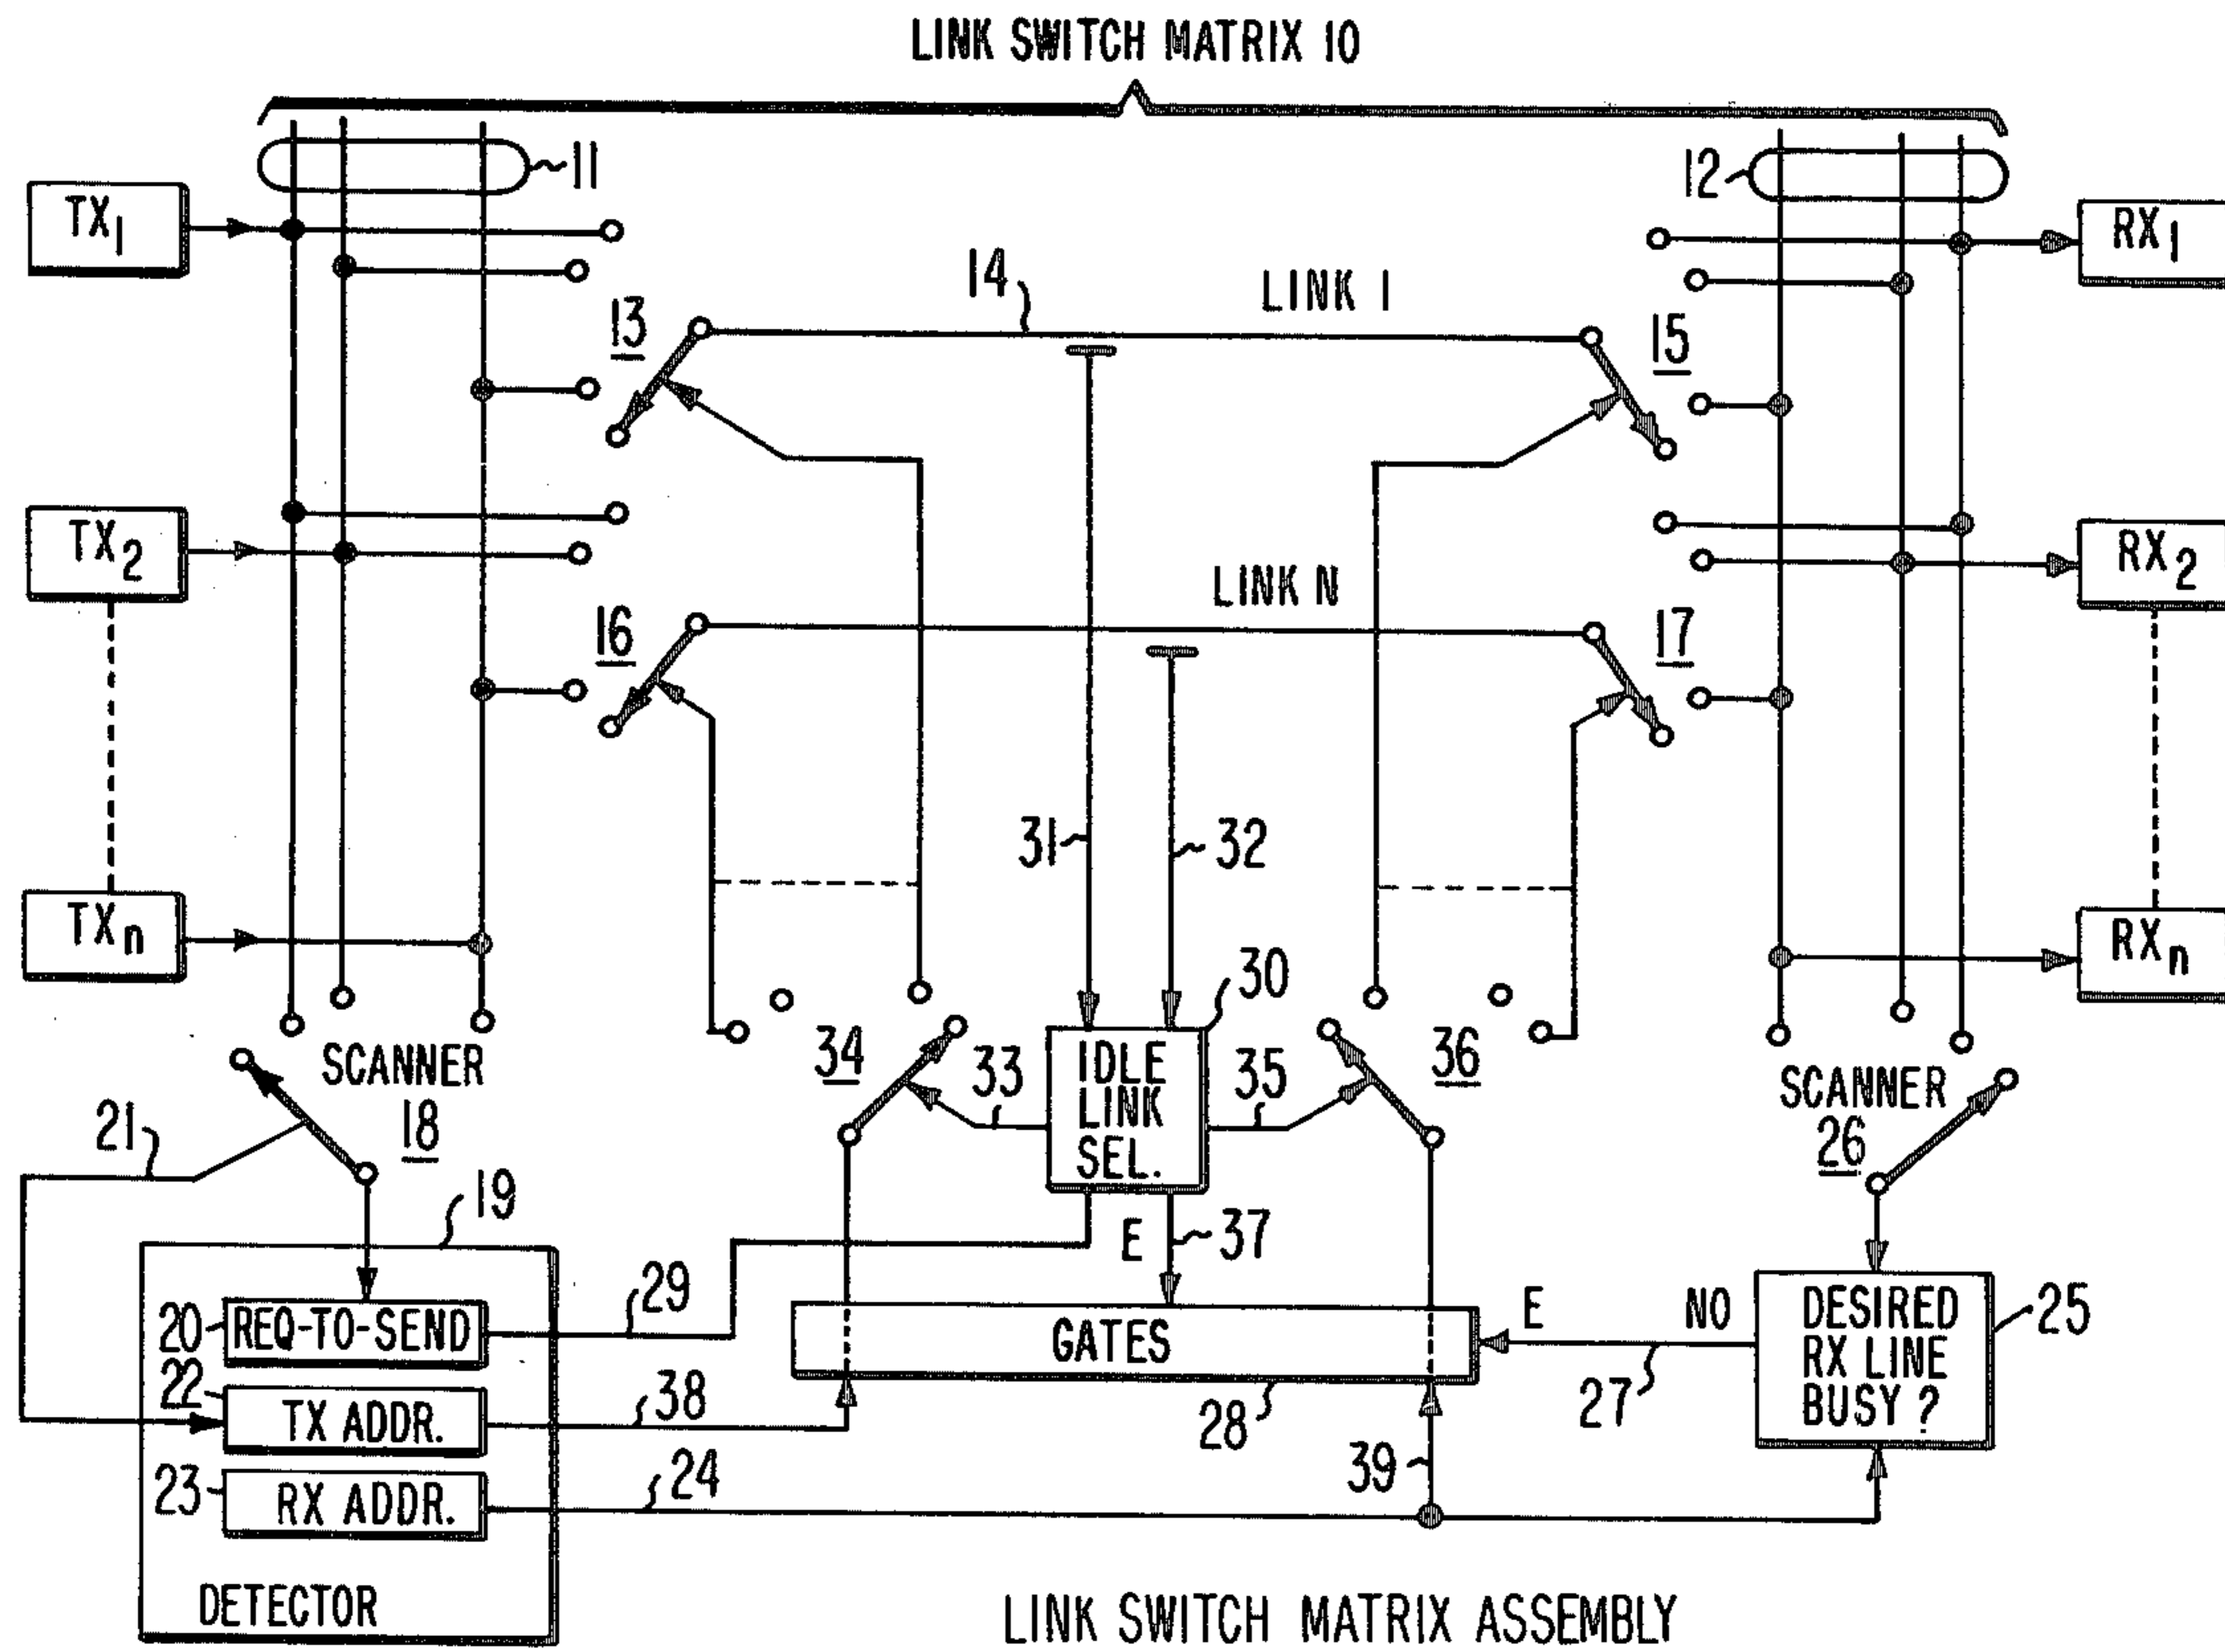 LINK SWITCH MATRIX 10
11
12
TX1
RX1
14
LINK 1
13
15
TX2
RX2
LINK N
16
17
31
32
TXn
RXn
30
SCANNER
18
34
33
IDLE
LINK
SEL.
35
36
SCANNER
26
21
19
E
37
29
20
REQ-TO-SEND
GATES
E
NO
DESIRED
RX LINE
BUSY ?
25
22
TX ADDR.
38
28
27
23
RX ADDR.
24
39
DETECTOR
LINK SWITCH MATRIX ASSEMBLY